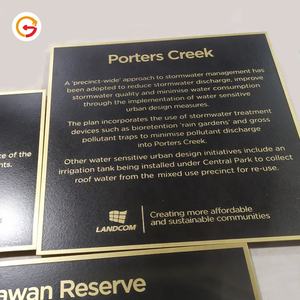 Porters Creek
A 'precinct-wide' approach to stormwater management has
been adopted to reduce stormwater discharge, improve
stormwater quality and minimise water consumption
through the implementation of water sensitive
urban design measures.
The plan incorporates the use of stormwater treatment
devices such as bioretention 'rain gardens' and gross
pollutant traps to minimise pollutant discharge
into Porters Creek.
Other water sensitive urban design initiatives include an
irrigation tank being installed under Central Park to collect
roof water from the mixed use precinct for re-use.
LANDCOM
Creating more affordable
and sustainable communities
ce of the
nts.
awan Reserve